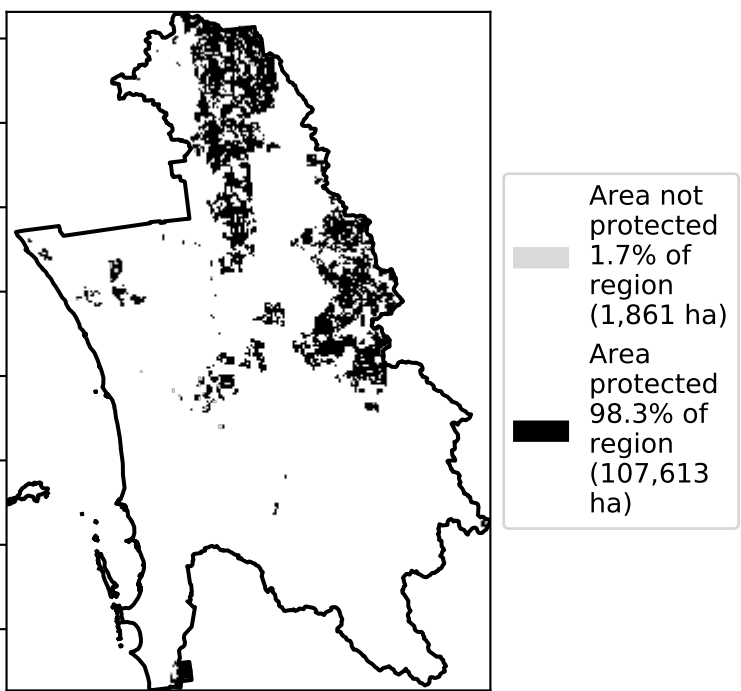 Area not
protected
1.7% of
region
(1,861 ha)
Area
protected
98.3% of
region
(107,613
ha)